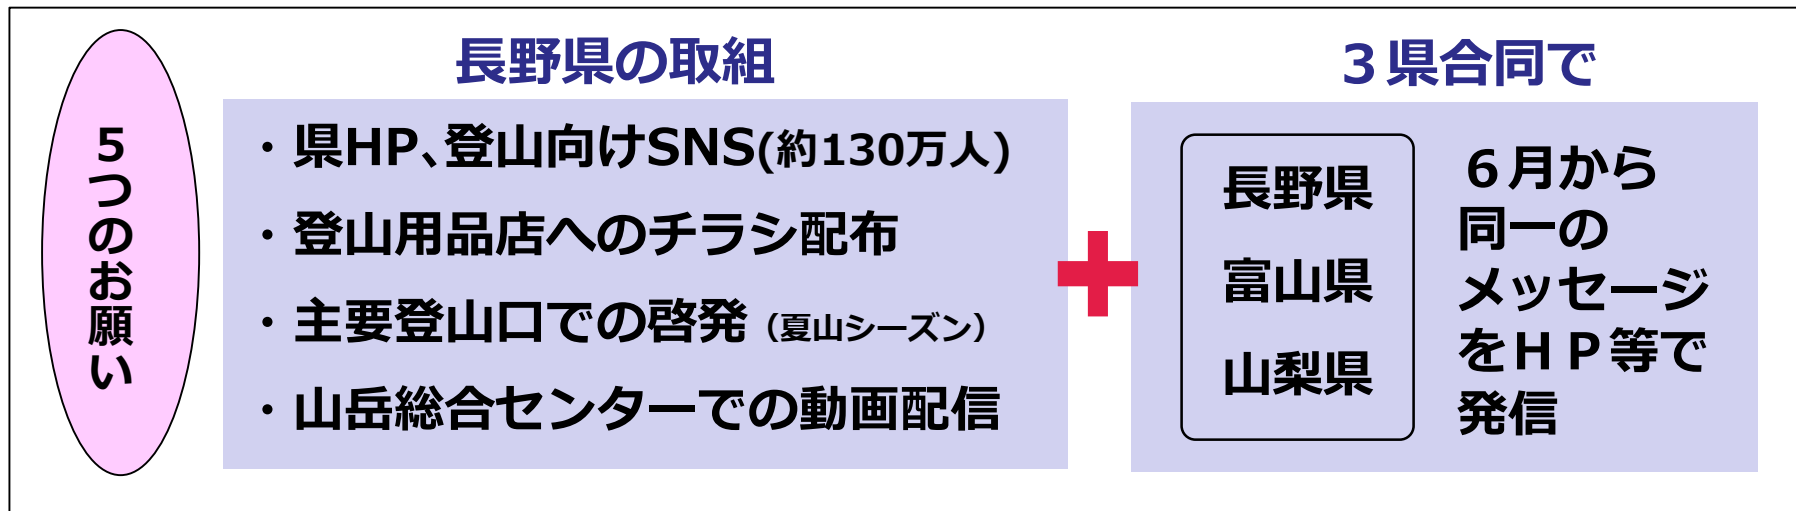 5つのお願い
長野県の取組
・県HP、登山向けSNS(約130万人)
・登山用品店へのチラシ配布
・主要登山口での啓発（夏山シーズン）
・山岳総合センターでの動画配信
３県合同で
長野県
富山県
山梨県
６月から
同一の
メッセージ
をＨＰ等で
発信